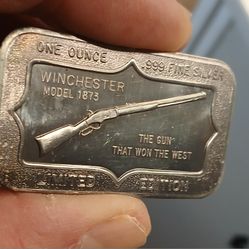 ONE OUNCE .999 FINE SILVER
WINCHESTER
MODEL 1873
"THE GUN
THAT WON THE WEST
LIMITED EDITION